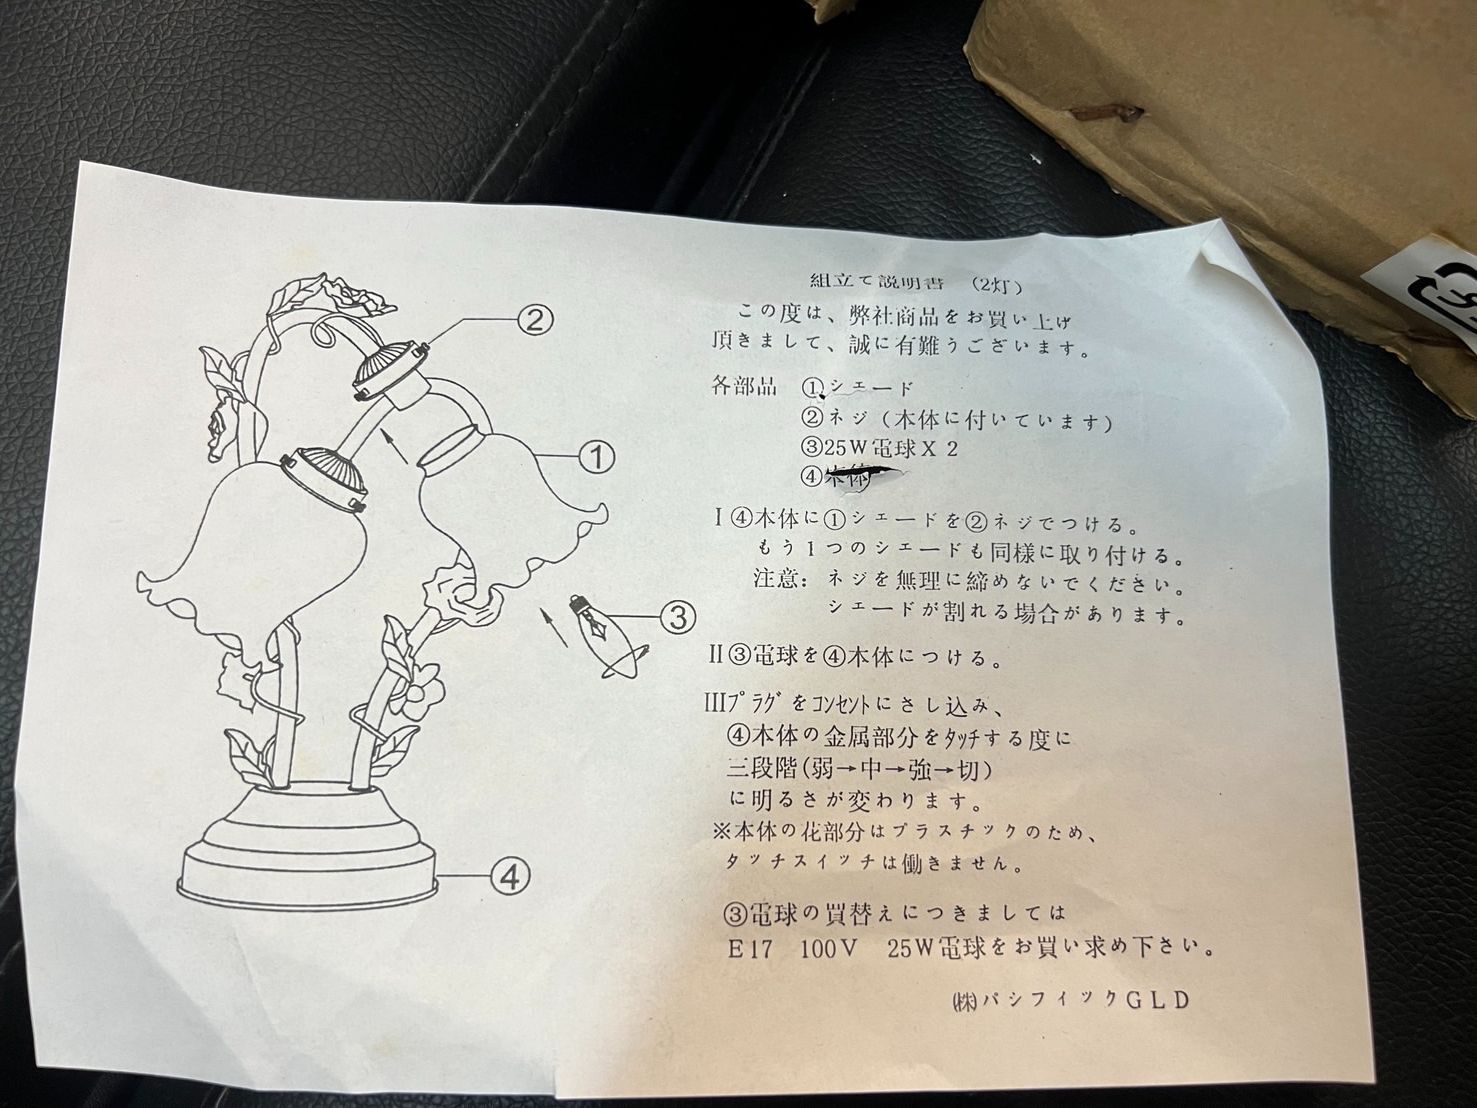 組立て説明書 (2灯)
この度は、弊社商品をお買い上げ
頂きまして、誠に有難うございます。
各部品 ①シェード
②ネジ(本体に付いています)
③25W電球X 2
④本体
I④本体に①シェードを②ネジでつける。
もう1つのシェードも同様に取り付ける。
注意: ネジを無理に締めないでください。
シェードが割れる場合があります。
II③電球を④本体につける。
IIIプラグをコンセントにさし込み、
④本体の金属部分をタッチする度に
三段階(弱→中→強→切)
に明るさが変わります。
※本体の花部分はプラスチックのため、
タッチスイッチは働きません。
③電球の買替えにつきましては
E17 100V 25W電球をお買い求め下さい。
㈱パシフィックGLD
②
①
③
④